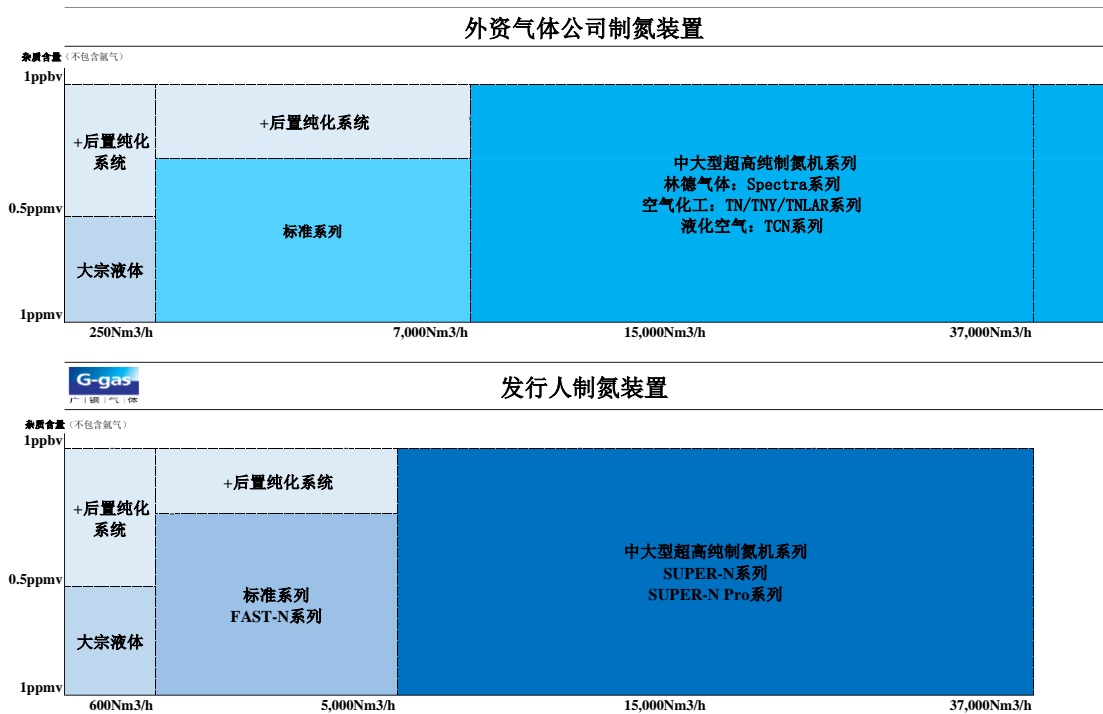 外资气体公司制氮装置
杂质含量（不包含氩气）
1ppbv
+后置纯化
系统
+后置纯化系统
中大型超高纯制氮机系列
林德气体：Spectra系列
空气化工：TN/TNY/TNLAR系列
液化空气：TCN系列
0.5ppmv
标准系列
大宗液体
1ppmv
250Nm3/h
7,000Nm3/h
15,000Nm3/h
37,000Nm3/h
G-gas
广钢气体
发行人制氮装置
杂质含量（不包含氩气）
1ppbv
+后置纯化系统
+后置纯化
系统
中大型超高纯制氮机系列
SUPER-N系列
SUPER-N Pro系列
0.5ppmv
标准系列
FAST-N系列
大宗液体
1ppmv
600Nm3/h
5,000Nm3/h
15,000Nm3/h
37,000Nm3/h